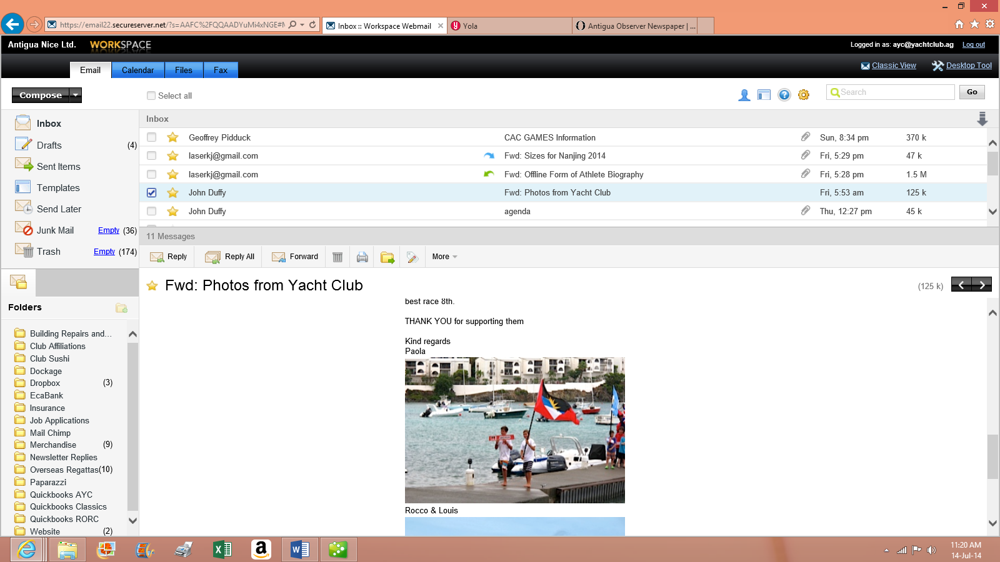 https://email22.secureserver.net/?s=AAFC%2FQQAADYuMi4xNGE#
Inbox :: Workspace Webmail
Yola
Antigua Observer Newspaper | ...
Antigua Nice Ltd.
WORKSPACE
Logged in as: ayc@yachtclub.ag
Log out
Email
Calendar
Files
Fax
Classic View
Desktop Tool
Compose
Select all
Search
Go
Inbox
Drafts (4)
Sent Items
Templates
Send Later
Junk Mail Empty (36)
Trash Empty (174)
Folders
Building Repairs and...
Club Affiliations
Club Sushi
Dockage
Dropbox (3)
EcaBank
Insurance
Job Applications
Mail Chimp
Merchandise (9)
Newsletter Replies
Overseas Regattas(10)
Paparazzi
Quickbooks AYC
Quickbooks Classics
Quickbooks RORC
Website (2)
Inbox
Geoffrey Pidduck CAC GAMES Information Sun, 8:34 pm 370 k
laserkj@gmail.com Fwd: Sizes for Nanjing 2014 Fri, 5:29 pm 47 k
laserkj@gmail.com Fwd: Offline Form of Athlete Biography Fri, 5:28 pm 1.5 M
John Duffy Fwd: Photos from Yacht Club Fri, 5:53 am 125 k
John Duffy agenda Thu, 12:27 pm 45 k
11 Messages
Reply
Reply All
Forward
More
Fwd: Photos from Yacht Club
(125 k)
best race 8th.
THANK YOU for supporting them
Kind regards
Paola
Rocco & Louis
11:20 AM
14-Jul-14